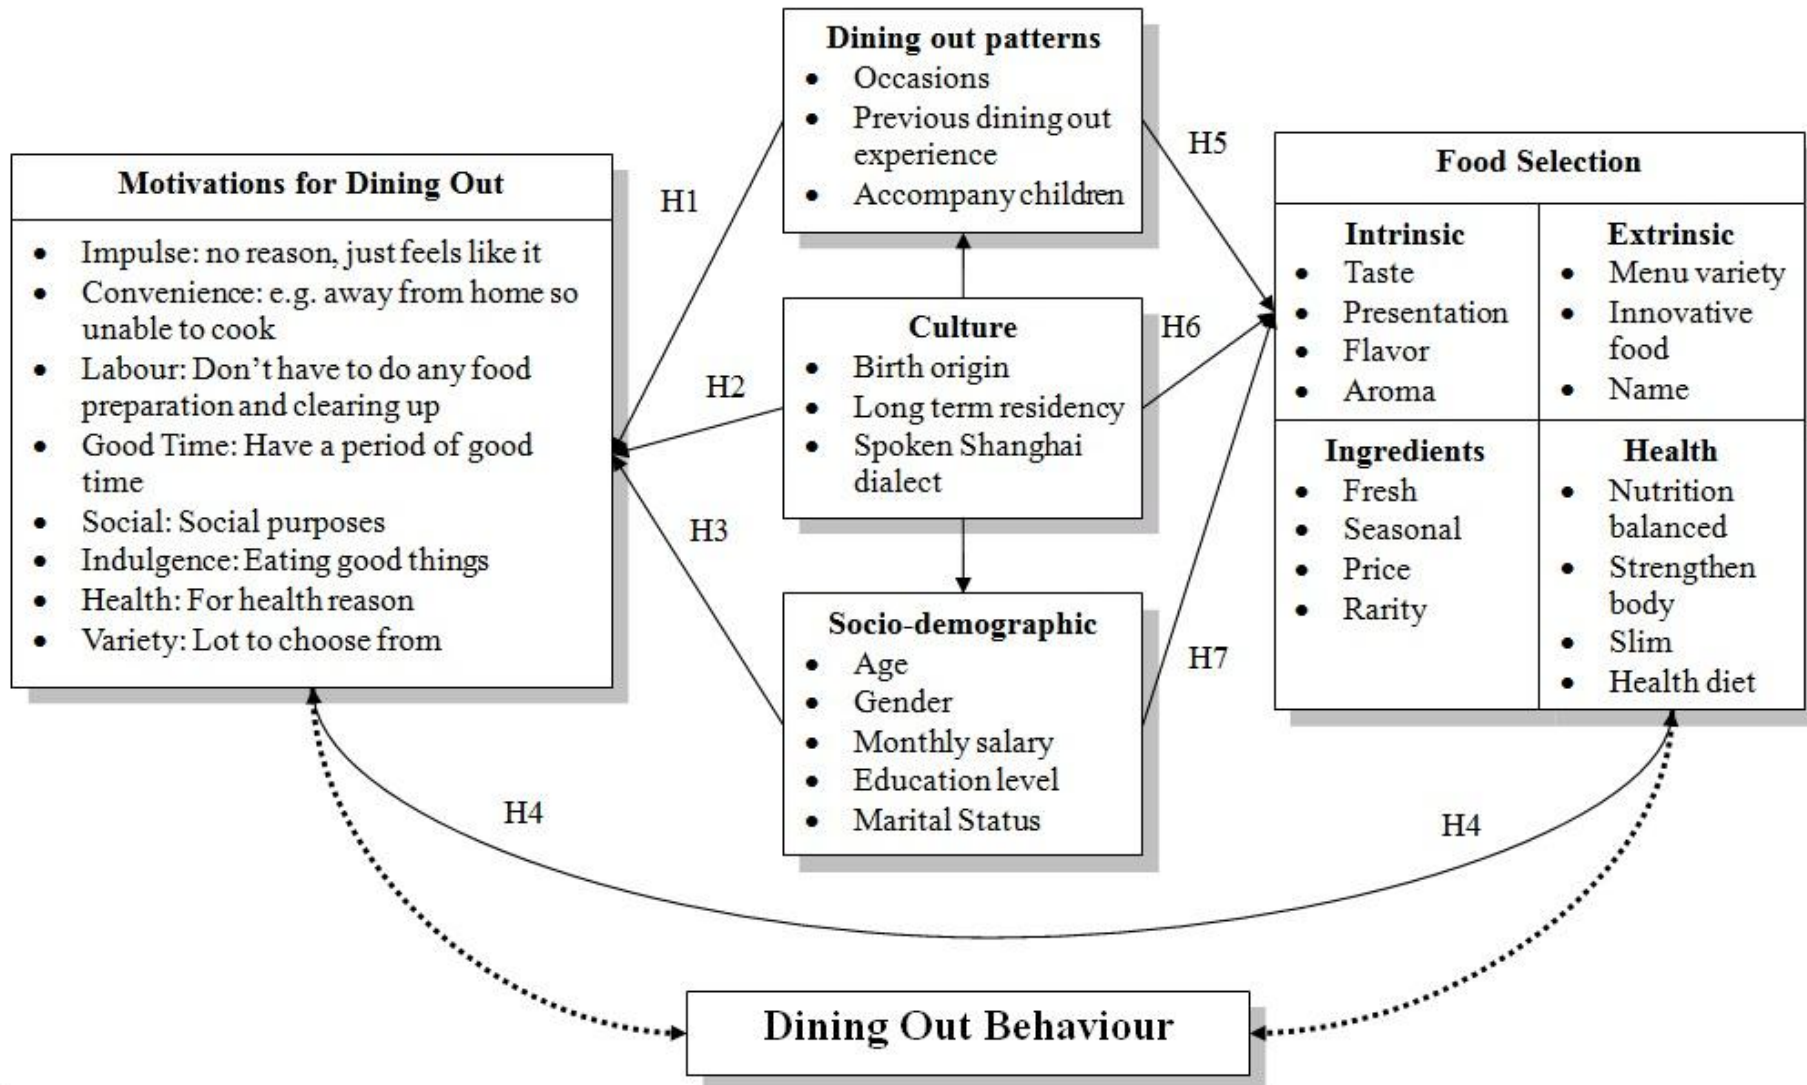 Motivations for Dining Out
• Impulse: no reason, just feels like it
• Convenience: e.g. away from home so
unable to cook
• Labour: Don't have to do any food
preparation and clearing up
• Good Time: Have a period of good
time
• Social: Social purposes
• Indulgence: Eating good things
• Health: For health reason
• Variety: Lot to choose from
H1
H2
H3
Dining out patterns
• Occasions
• Previous dining out
experience
• Accompany children
Culture
• Birth origin
• Long term residency
• Spoken Shanghai
dialect
Socio-demographic
• Age
• Gender
• Monthly salary
• Education level
• Marital Status
H5
H6
H7
Food Selection
Intrinsic
• Taste
• Presentation
• Flavor
• Aroma
Extrinsic
• Menu variety
• Innovative
food
• Name
Ingredients
• Fresh
• Seasonal
• Price
• Rarity
Health
• Nutrition
balanced
• Strengthen
body
• Slim
• Health diet
H4
H4
Dining Out Behaviour